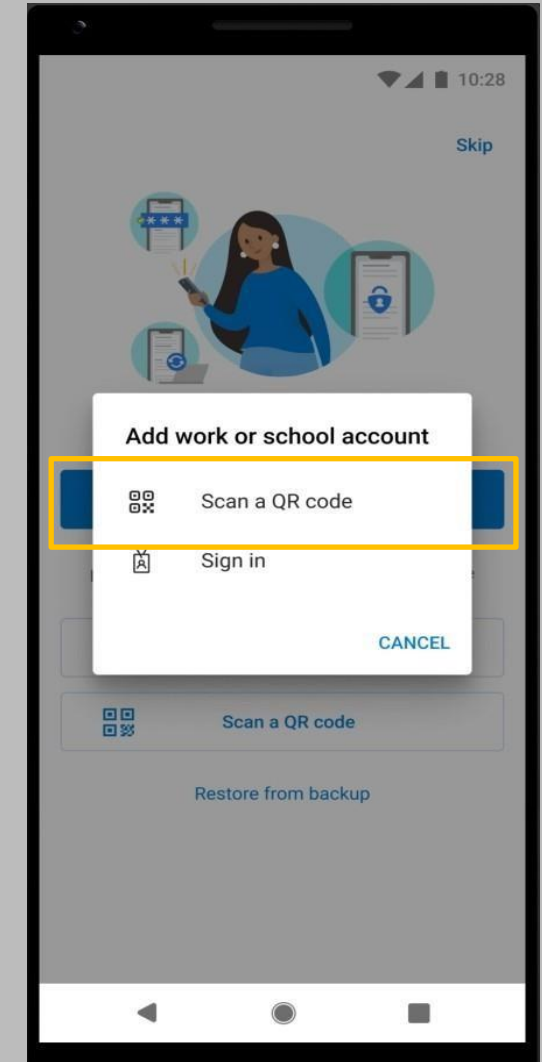 10:28
Skip
* * *
Add work or school account
Scan a QR code
Sign in
CANCEL
Scan a QR code
Restore from backup